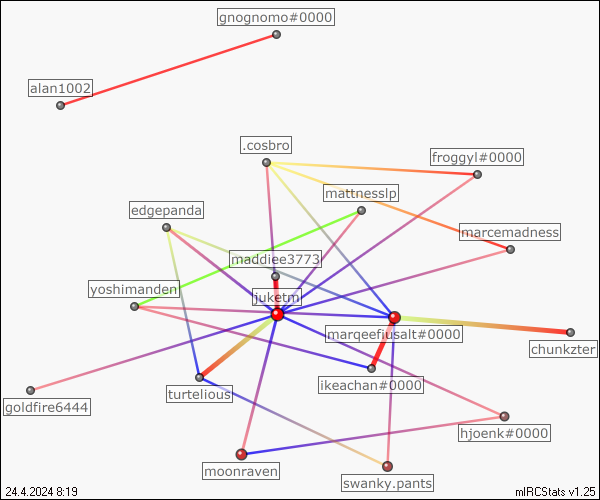 gnognomo#0000
alan1002
.cosbro
froggyl#0000
mattnesslp
edgepanda
marcemadness
maddiee3773
yoshimanden
juketm
marqeefiusalt#0000
chunkzter
ikeachan#0000
turtelious
goldfire6444
hjoenk#0000
moonraven
swanky.pants
24.4.2024 8:19
mIRCStats v1.25